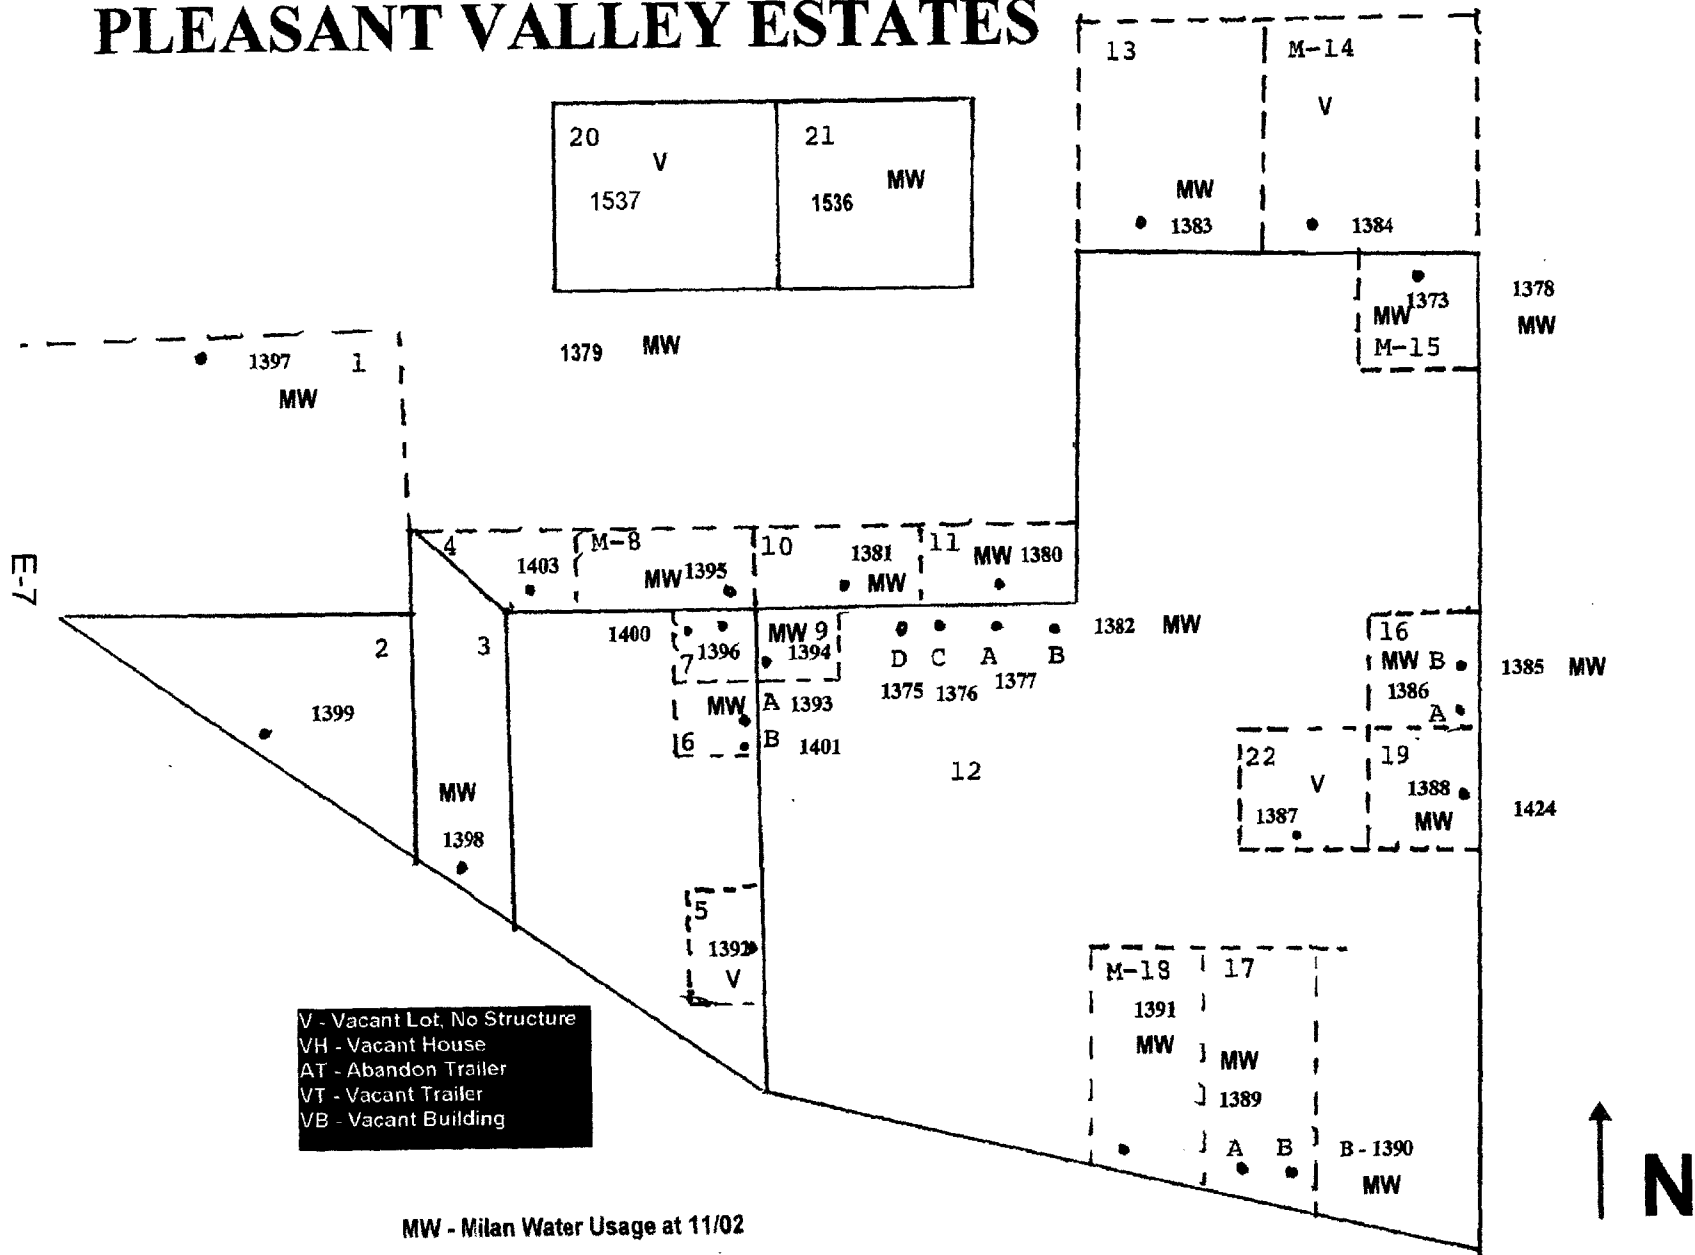 PLEASANT VALLEY ESTATES
13
M-14
V
20
V
1537
21
MW
1536
MW
1383
1384
1373
MW
M-15
1378
MW
1397
1
MW
1379 MW
E-7
4
1403
M-8
MW 1395
10
1381
MW
11
MW 1380
2
3
1400
1396
7
MW 9
1394
D C A B
1375 1376 1377
1382 MW
16
MW B
1386
A
1385 MW
1399
MW A 1393
6 B 1401
12
22
V
1387
19
1388
MW
1424
MW
1398
5
1392
V
M-18
1391
MW
17
MW
1389
A B
B - 1390
MW
V - Vacant Lot, No Structure
VH - Vacant House
AT - Abandon Trailer
VT - Vacant Trailer
VB - Vacant Building
N
MW - Milan Water Usage at 11/02